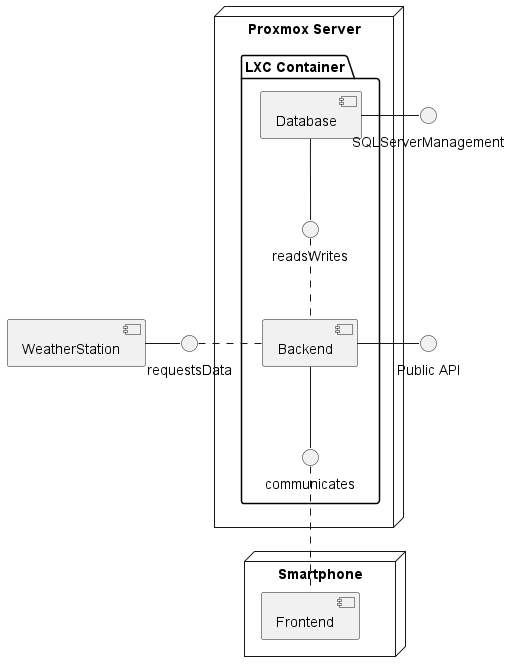 Proxmox Server
LXC Container
Database
SQLServerManagement
readsWrites
WeatherStation
requestsData
Backend
Public API
communicates
Smartphone
Frontend